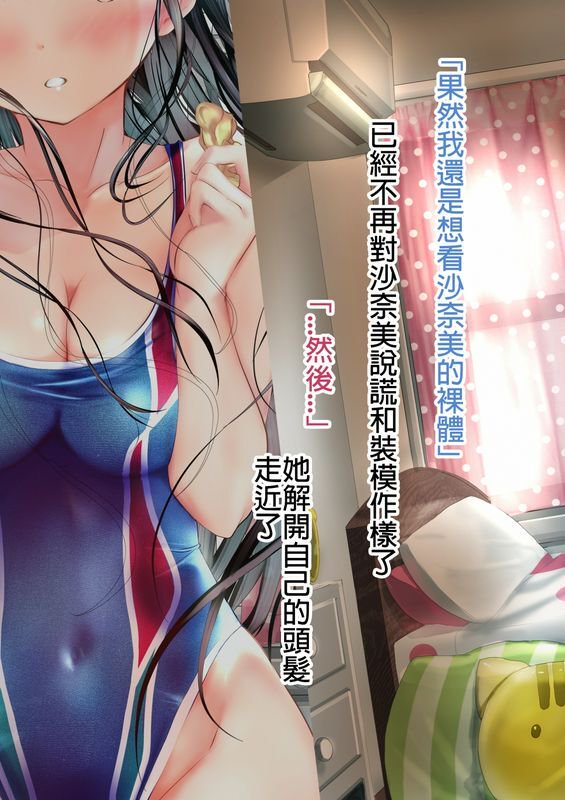 「果然我還是想看沙奈美的裸體」
已經不再對沙奈美說謊和裝模作樣了
「…然後…」
她解開自己的頭髮
走近了